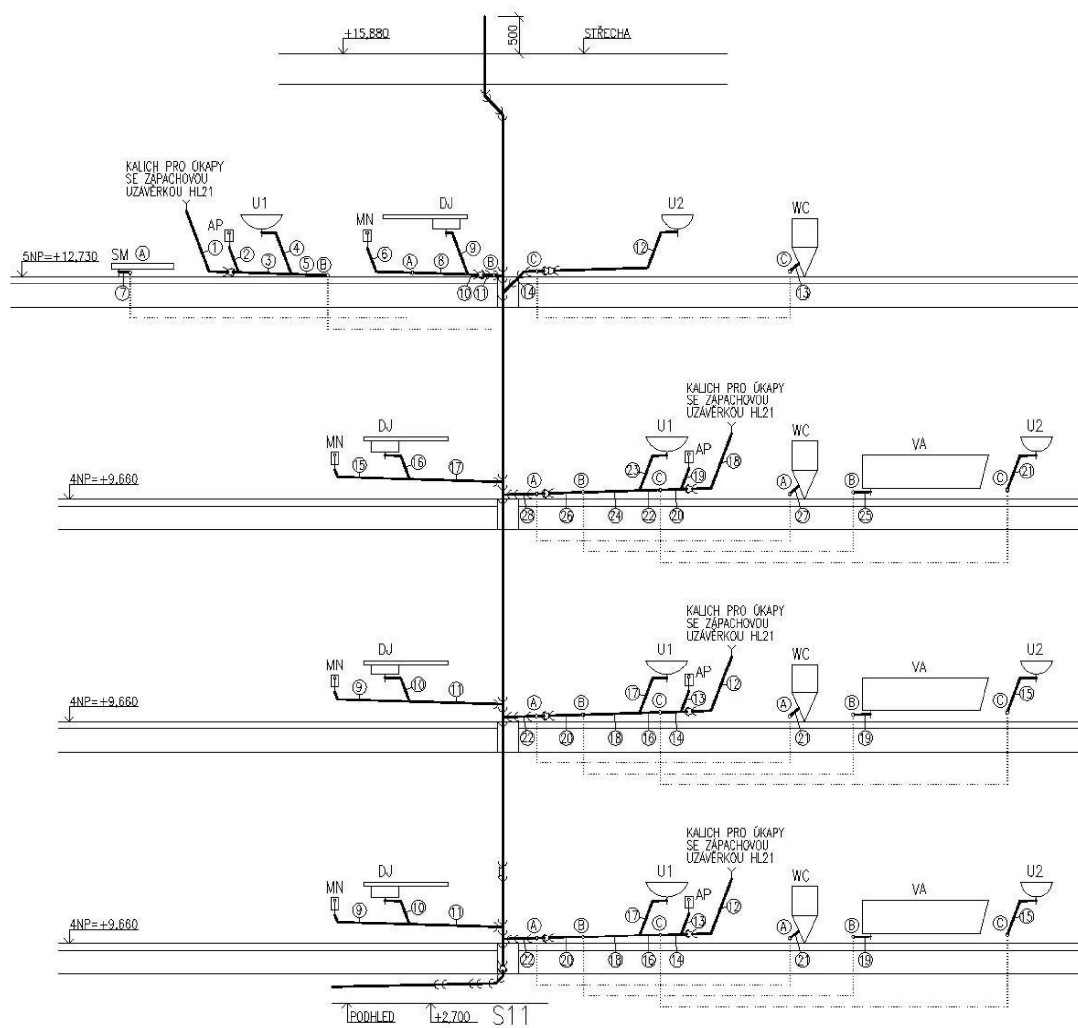 +15,880
500
STŘECHA
KALICH PRO ÚKAPY
SE ZÁPACHOVOU
UZÁVĚRKOU HL21
U1
AP
MN
DJ
U2
WC
5NP=+12,730
SM A
1
2
3
4
5
B
6
A
8
9
B
C
12
C
7
10
11
14
13
KALICH PRO ÚKAPY
SE ZÁPACHOVOU
UZÁVĚRKOU HL21
DJ
MN
U1
AP
WC
VA
U2
15
16
17
23
19
18
21
4NP=+9,660
A
B
C
A
B
C
28
26
24
22
20
27
25
KALICH PRO ÚKAPY
SE ZÁPACHOVOU
UZÁVĚRKOU HL21
DJ
MN
U1
AP
WC
VA
U2
9
10
11
17
13
12
15
4NP=+9,660
A
B
C
A
B
C
22
20
18
16
14
21
19
KALICH PRO ÚKAPY
SE ZÁPACHOVOU
UZÁVĚRKOU HL21
DJ
MN
U1
AP
WC
VA
U2
9
10
11
17
13
12
15
4NP=+9,660
A
B
C
A
B
C
22
20
18
16
14
21
19
PODHLED
+2,700
S11